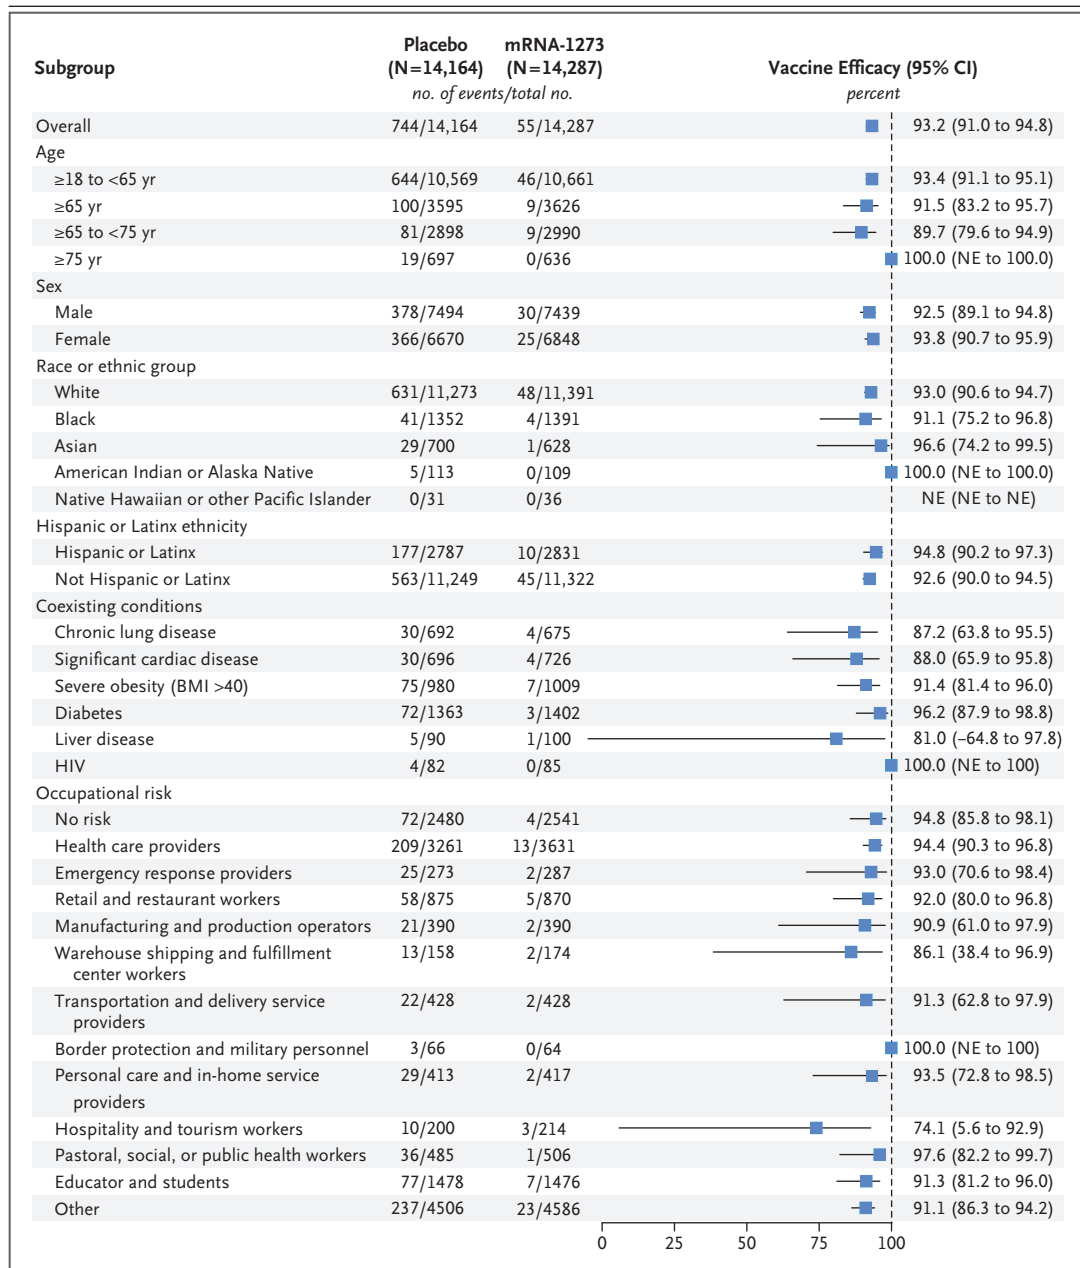 Subgroup Placebo (N=14,164) mRNA-1273 (N=14,287) Vaccine Efficacy (95% CI)
no. of events/total no. percent
Overall 744/14,164 55/14,287 93.2 (91.0 to 94.8)
Age
≥18 to <65 yr 644/10,569 46/10,661 93.4 (91.1 to 95.1)
≥65 yr 100/3595 9/3626 91.5 (83.2 to 95.7)
≥65 to <75 yr 81/2898 9/2990 89.7 (79.6 to 94.9)
≥75 yr 19/697 0/636 100.0 (NE to 100.0)
Sex
Male 378/7494 30/7439 92.5 (89.1 to 94.8)
Female 366/6670 25/6848 93.8 (90.7 to 95.9)
Race or ethnic group
White 631/11,273 48/11,391 93.0 (90.6 to 94.7)
Black 41/1352 4/1391 91.1 (75.2 to 96.8)
Asian 29/700 1/628 96.6 (74.2 to 99.5)
American Indian or Alaska Native 5/113 0/109 100.0 (NE to 100.0)
Native Hawaiian or other Pacific Islander 0/31 0/36 NE (NE to NE)
Hispanic or Latinx ethnicity
Hispanic or Latinx 177/2787 10/2831 94.8 (90.2 to 97.3)
Not Hispanic or Latinx 563/11,249 45/11,322 92.6 (90.0 to 94.5)
Coexisting conditions
Chronic lung disease 30/692 4/675 87.2 (63.8 to 95.5)
Significant cardiac disease 30/696 4/726 88.0 (65.9 to 95.8)
Severe obesity (BMI >40) 75/980 7/1009 91.4 (81.4 to 96.0)
Diabetes 72/1363 3/1402 96.2 (87.9 to 98.8)
Liver disease 5/90 1/100 81.0 (–64.8 to 97.8)
HIV 4/82 0/85 100.0 (NE to 100)
Occupational risk
No risk 72/2480 4/2541 94.8 (85.8 to 98.1)
Health care providers 209/3261 13/3631 94.4 (90.3 to 96.8)
Emergency response providers 25/273 2/287 93.0 (70.6 to 98.4)
Retail and restaurant workers 58/875 5/870 92.0 (80.0 to 96.8)
Manufacturing and production operators 21/390 2/390 90.9 (61.0 to 97.9)
Warehouse shipping and fulfillment 13/158 2/174 86.1 (38.4 to 96.9)
center workers
Transportation and delivery service 22/428 2/428 91.3 (62.8 to 97.9)
providers
Border protection and military personnel 3/66 0/64 100.0 (NE to 100)
Personal care and in-home service 29/413 2/417 93.5 (72.8 to 98.5)
providers
Hospitality and tourism workers 10/200 3/214 74.1 (5.6 to 92.9)
Pastoral, social, or public health workers 36/485 1/506 97.6 (82.2 to 99.7)
Educator and students 77/1478 7/1476 91.3 (81.2 to 96.0)
Other 237/4506 23/4586 91.1 (86.3 to 94.2)
0 25 50 75 100